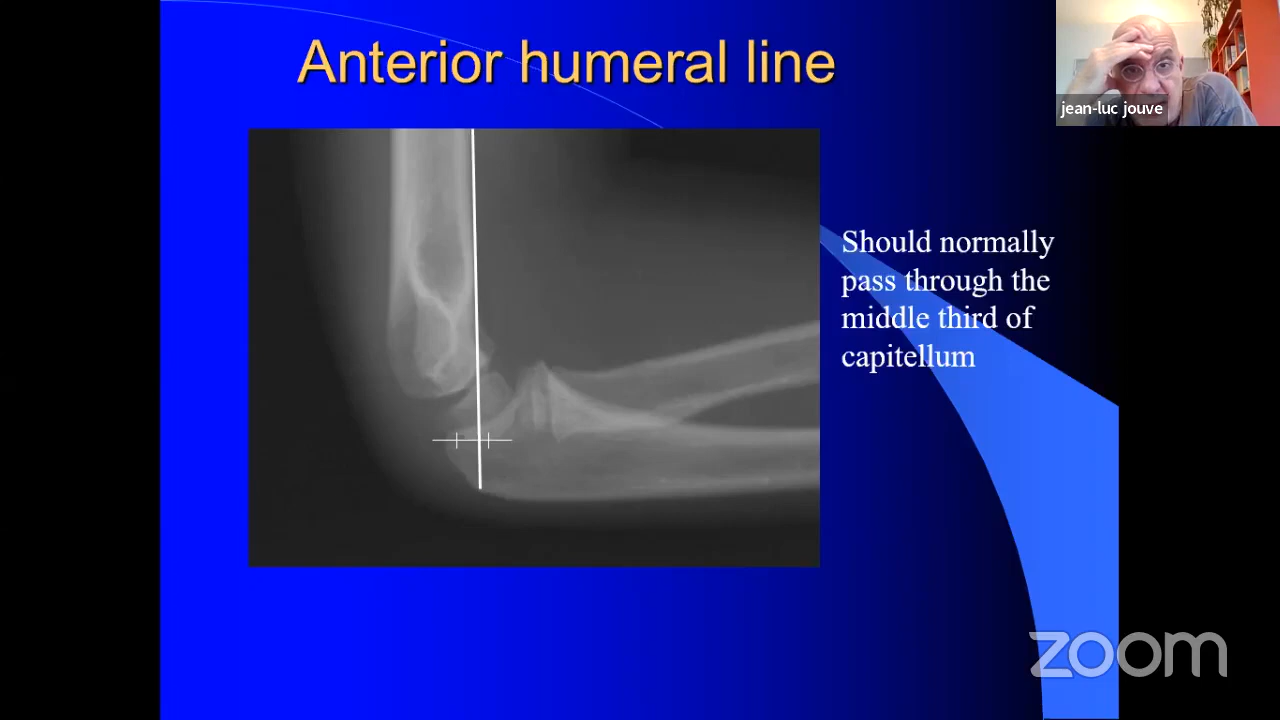 Anterior humeral line
jean-luc jouve
Should normally
pass through the
middle third of
capitellum
zoom